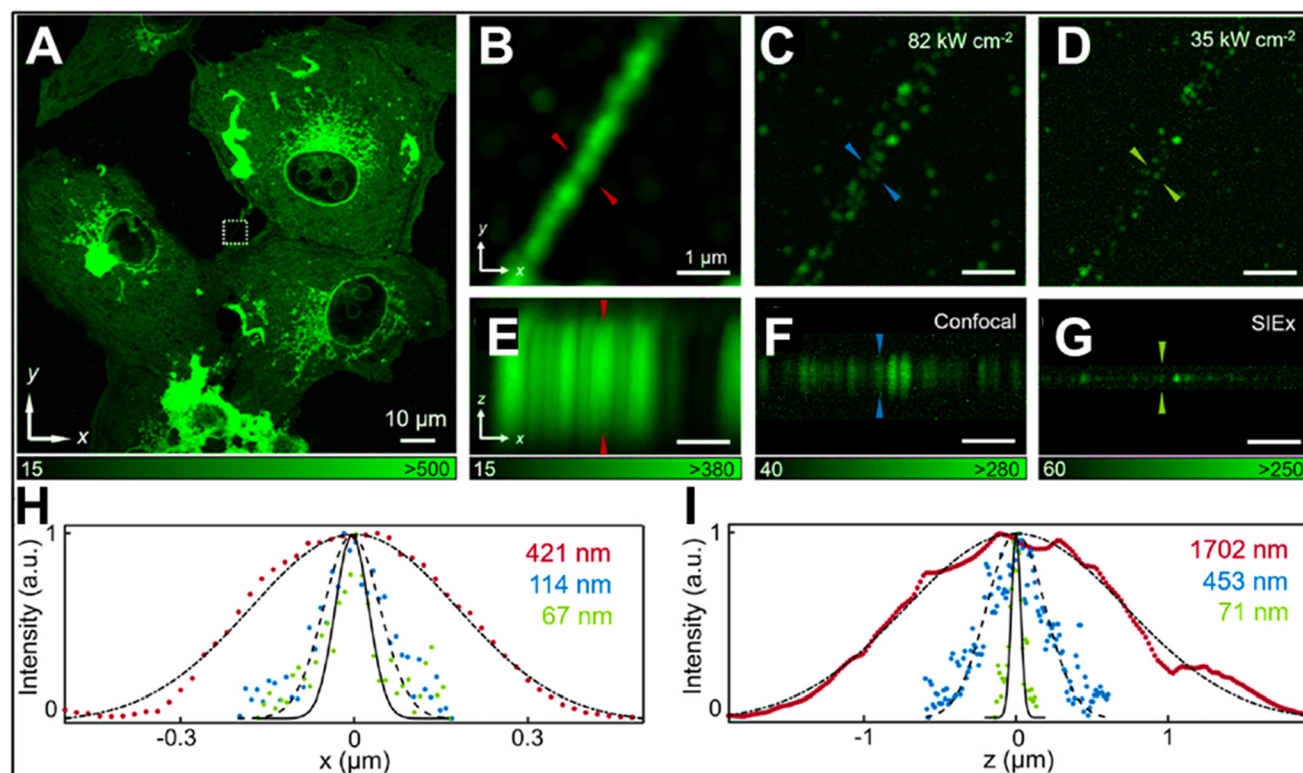 A
B
C
82 kW cm⁻²
D
35 kW cm⁻²
y
x
1 µm
E
F
Confocal
G
SIEx
y
x
10 µm
z
x
15 >500
15 >380
40 >280
60 >250
H
I
Intensity (a.u.)
1
0
421 nm
114 nm
67 nm
-0.3 0 0.3
x (µm)
Intensity (a.u.)
1
0
1702 nm
453 nm
71 nm
-1 0 1
z (µm)